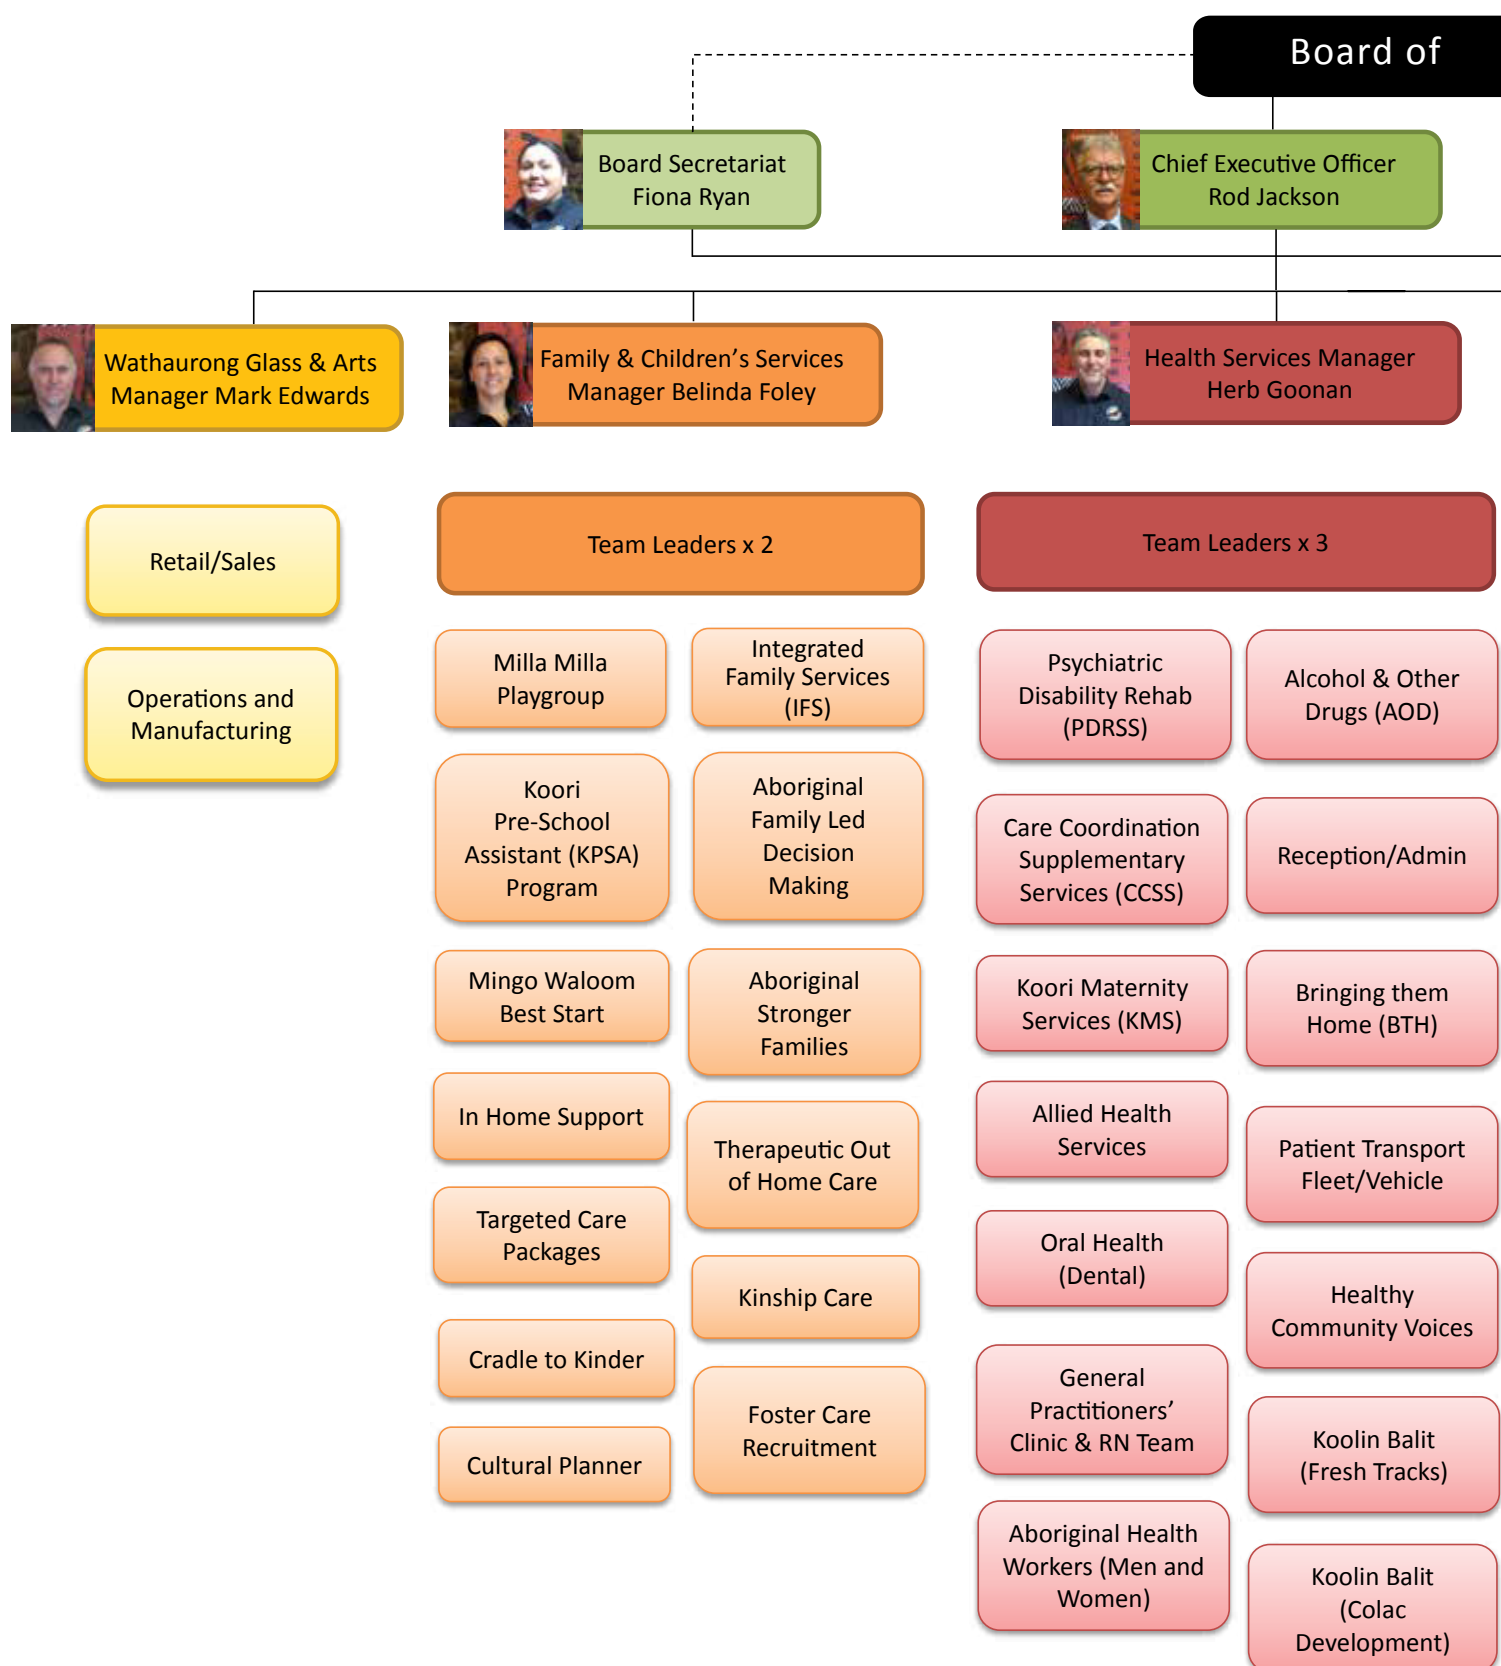 Board of
Board Secretariat
Fiona Ryan
Chief Executive Officer
Rod Jackson
Wathaurong Glass & Arts
Manager Mark Edwards
Family & Children's Services
Manager Belinda Foley
Health Services Manager
Herb Goonan
Retail/Sales
Operations and
Manufacturing
Team Leaders x 2
Milla Milla
Playgroup
Koori
Pre-School
Assistant (KPSA)
Program
Mingo Waloom
Best Start
In Home Support
Targeted Care
Packages
Cradle to Kinder
Cultural Planner
Integrated
Family Services
(IFS)
Aboriginal
Family Led
Decision
Making
Aboriginal
Stronger
Families
Therapeutic Out
of Home Care
Kinship Care
Foster Care
Recruitment
Team Leaders x 3
Psychiatric
Disability Rehab
(PDRSS)
Care Coordination
Supplementary
Services (CCSS)
Koori Maternity
Services (KMS)
Allied Health
Services
Oral Health
(Dental)
General
Practitioners'
Clinic & RN Team
Aboriginal Health
Workers (Men and
Women)
Alcohol & Other
Drugs (AOD)
Reception/Admin
Bringing them
Home (BTH)
Patient Transport
Fleet/Vehicle
Healthy
Community Voices
Koolin Balit
(Fresh Tracks)
Koolin Balit
(Colac
Development)